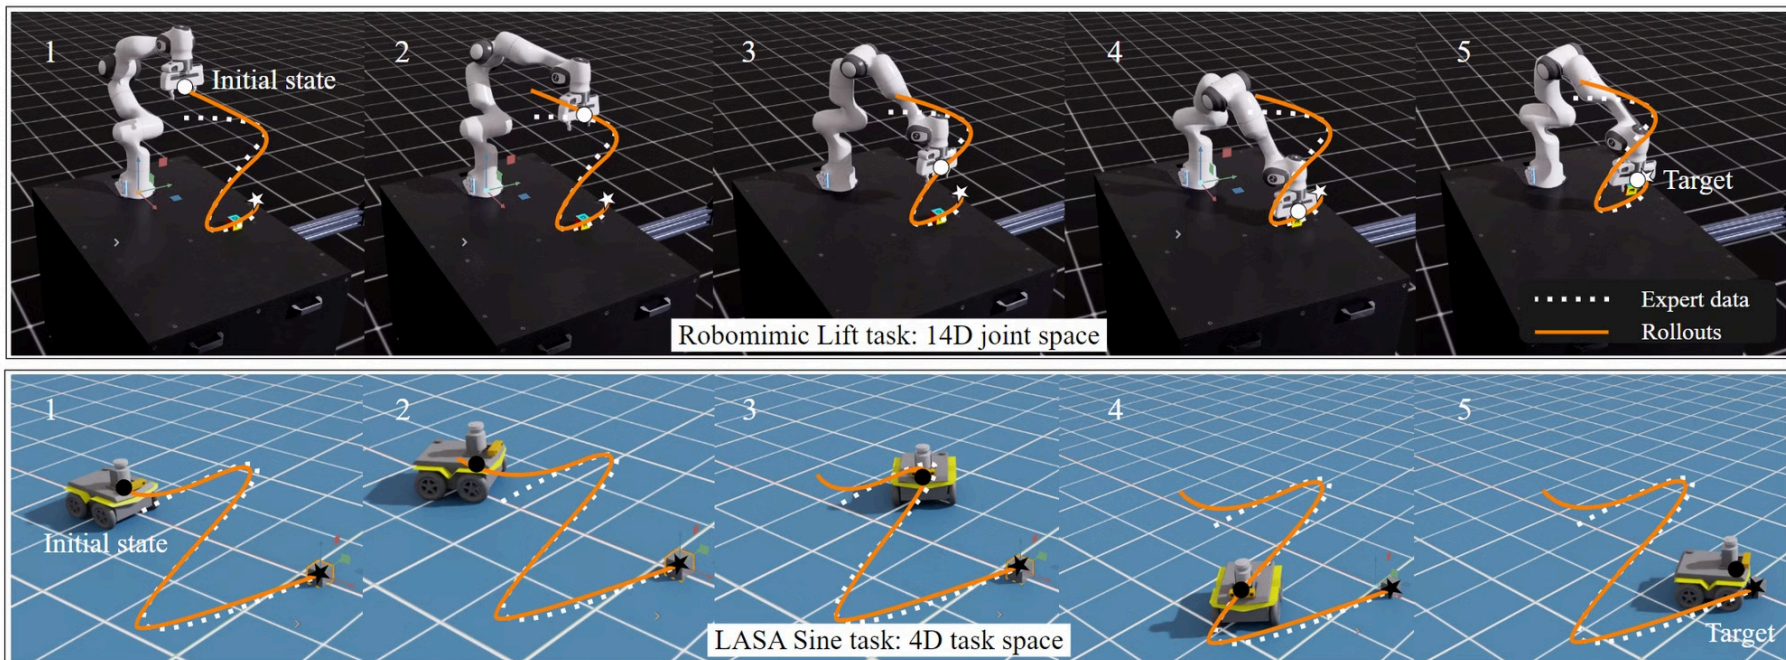 1
2
3
4
5
Initial state
Target
Expert data
Rollouts
Robomimic Lift task: 14D joint space
1
2
3
4
5
Initial state
Target
LASA Sine task: 4D task space